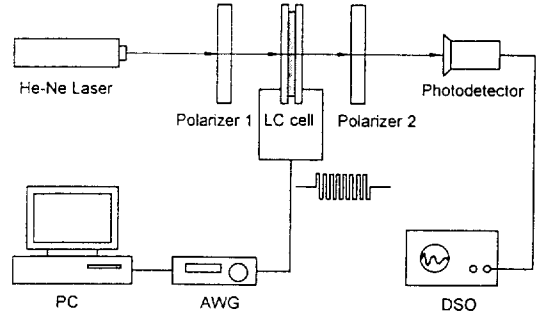 He-Ne Laser
Polarizer 1
LC cell
Polarizer 2
Photodetector
PC
AWG
DSO